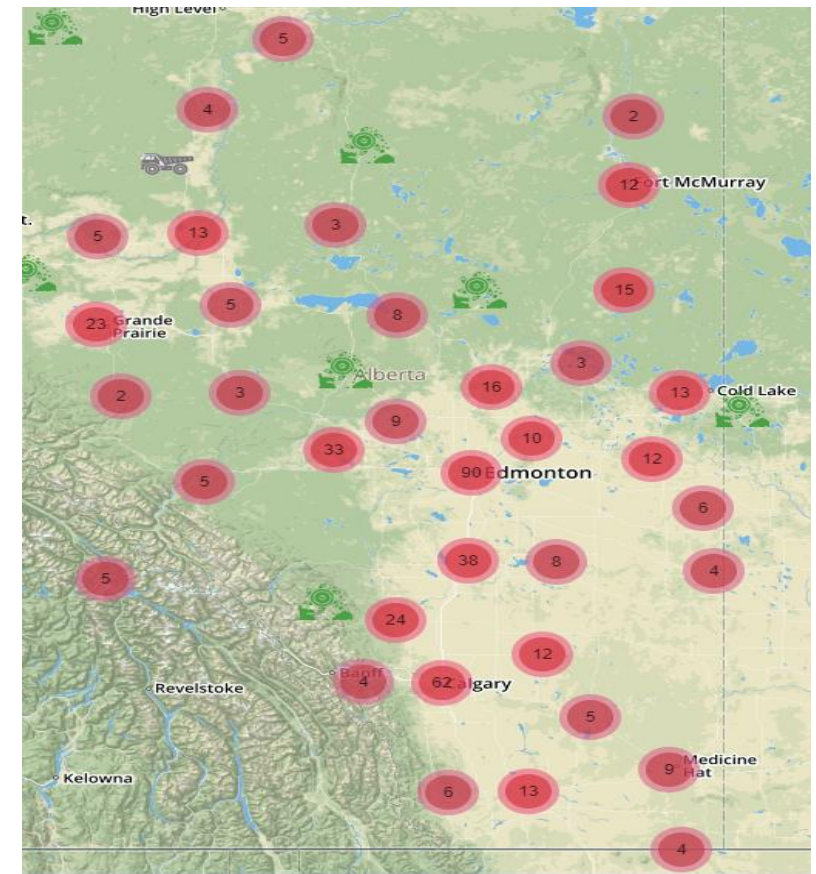 High Level
5
4
2
12
Fort McMurray
t.
5
13
3
5
15
23
Grande
Prairie
8
Alberta
3
2
3
16
13
Cold Lake
9
33
10
12
90
Edmonton
5
6
38
8
4
5
24
12
Banff
4
62
Calgary
Revelstoke
5
Medicine
Hat
9
Kelowna
6
13
4